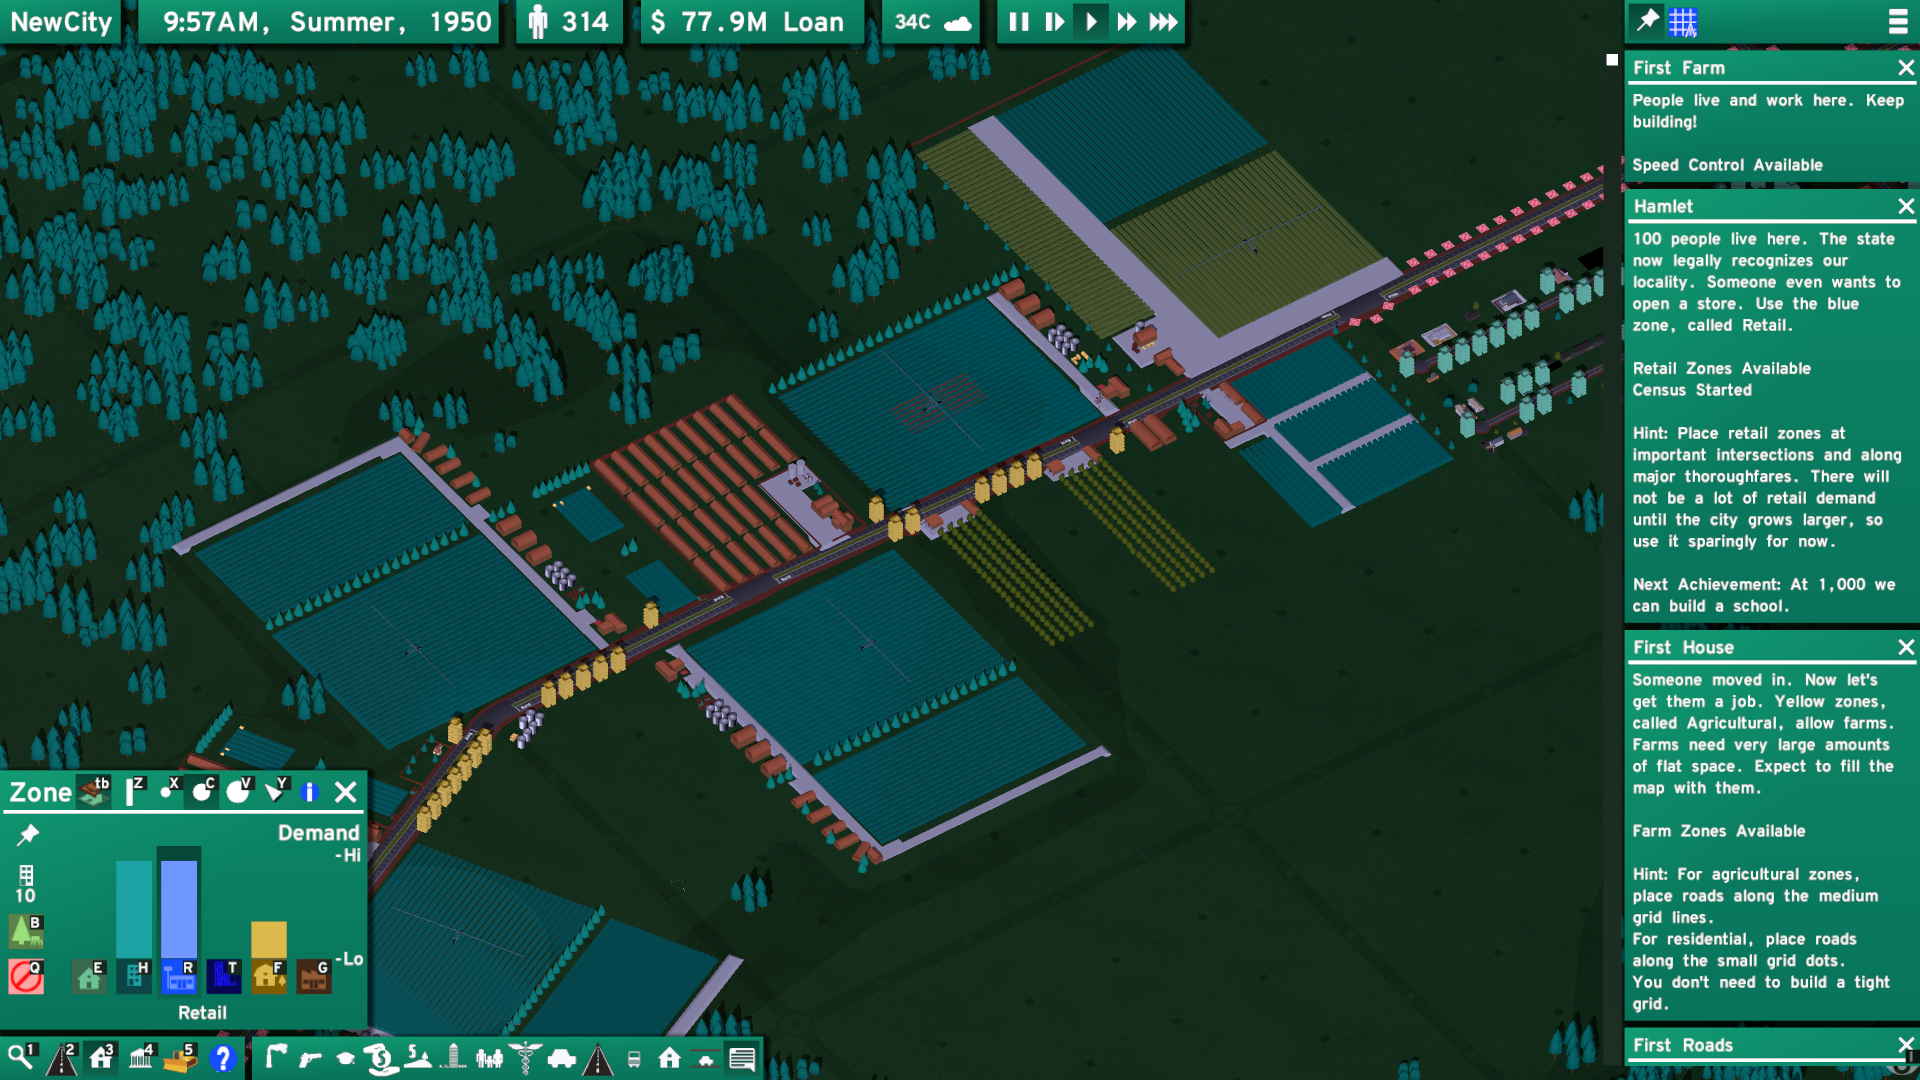 NewCity
9:57AM, Summer, 1950
314
$ 77.9M Loan
34C
First Farm
People live and work here. Keep
building!
Speed Control Available
Hamlet
100 people live here. The state
now legally recognizes our
locality. Someone even wants to
open a store. Use the blue
zone, called Retail.
Retail Zones Available
Census Started
Hint: Place retail zones at
important intersections and along
major thoroughfares. There will
not be a lot of retail demand
until the city grows larger, so
use it sparingly for now.
Next Achievement: At 1,000 we
can build a school.
First House
Someone moved in. Now let's
get them a job. Yellow zones,
called Agricultural, allow farms.
Farms need very large amounts
of flat space. Expect to fill the
map with them.
Farm Zones Available
Hint: For agricultural zones,
place roads along the medium
grid lines.
For residential, place roads
along the small grid dots.
You don't need to build a tight
grid.
First Roads
Zone tb Z X C V Y i
Demand
-Hi
10
B
-Lo
Q E H R T F G
Retail
1 2 3 4 5 ?